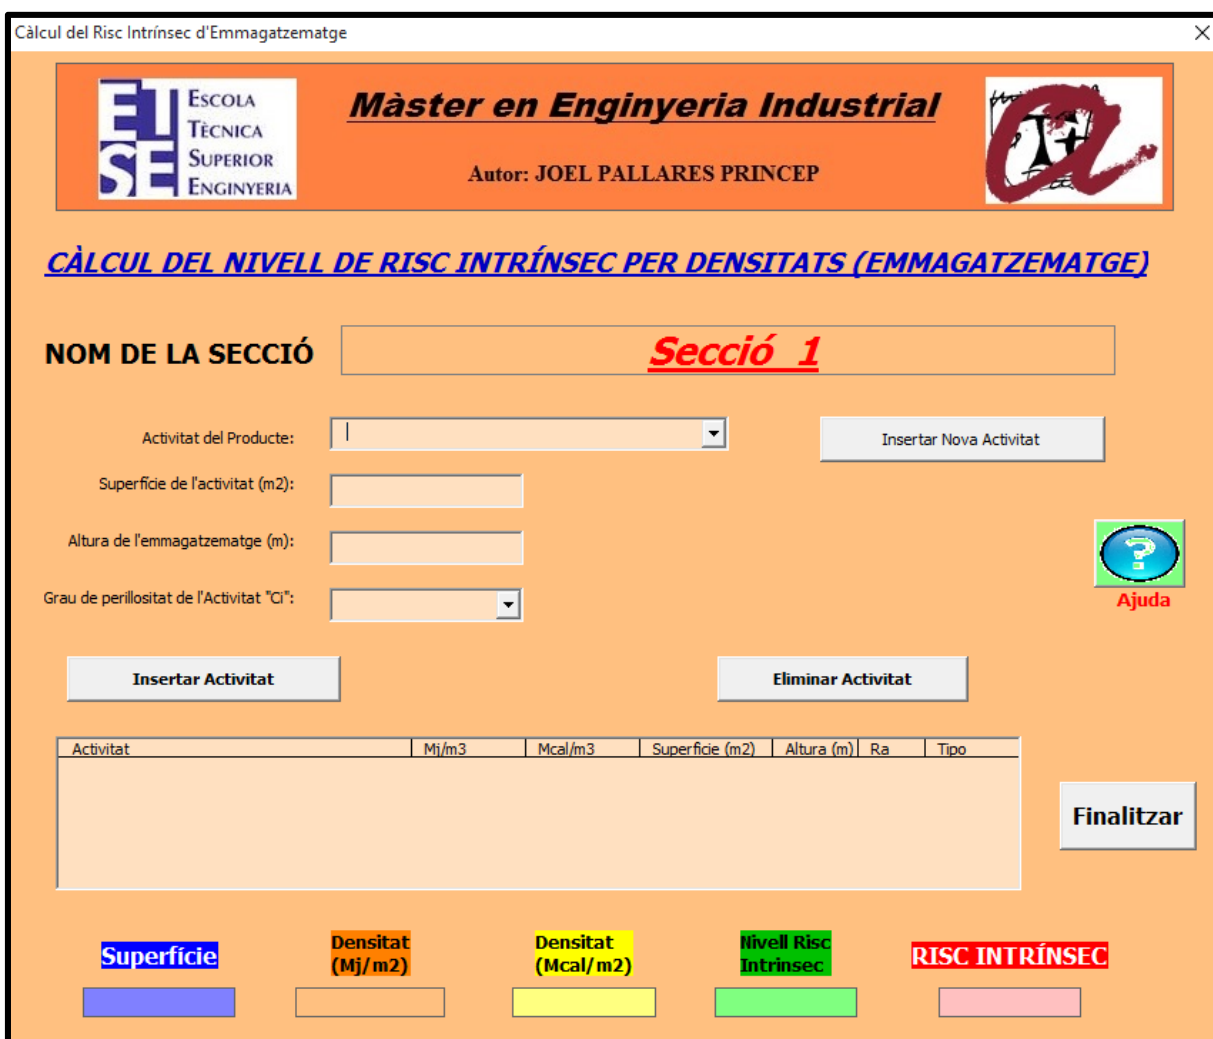 Càlcul del Risc Intrínsec d'Emmagatzematge
ESCOLA
TÈCNICA
SUPERIOR
ENGINYERIA
Màster en Enginyeria Industrial
Autor: JOEL PALLARES PRINCEP
CÀLCUL DEL NIVELL DE RISC INTRÍNSEC PER DENSITATS (EMMAGATZEMATGE)
NOM DE LA SECCIÓ
Secció 1
Activitat del Producte:
Insertar Nova Activitat
Superfície de l'activitat (m2):
Altura de l'emmagatzematge (m):
?
Ajuda
Grau de perillositat de l'Activitat "Ci":
Insertar Activitat
Eliminar Activitat
Activitat Mj/m3 Mcal/m3 Superficie (m2) Altura (m) Ra Tipo
Finalitzar
Superfície
Densitat
(Mj/m2)
Densitat
(Mcal/m2)
Nivell Risc
Intrinsec
RISC INTRÍNSEC